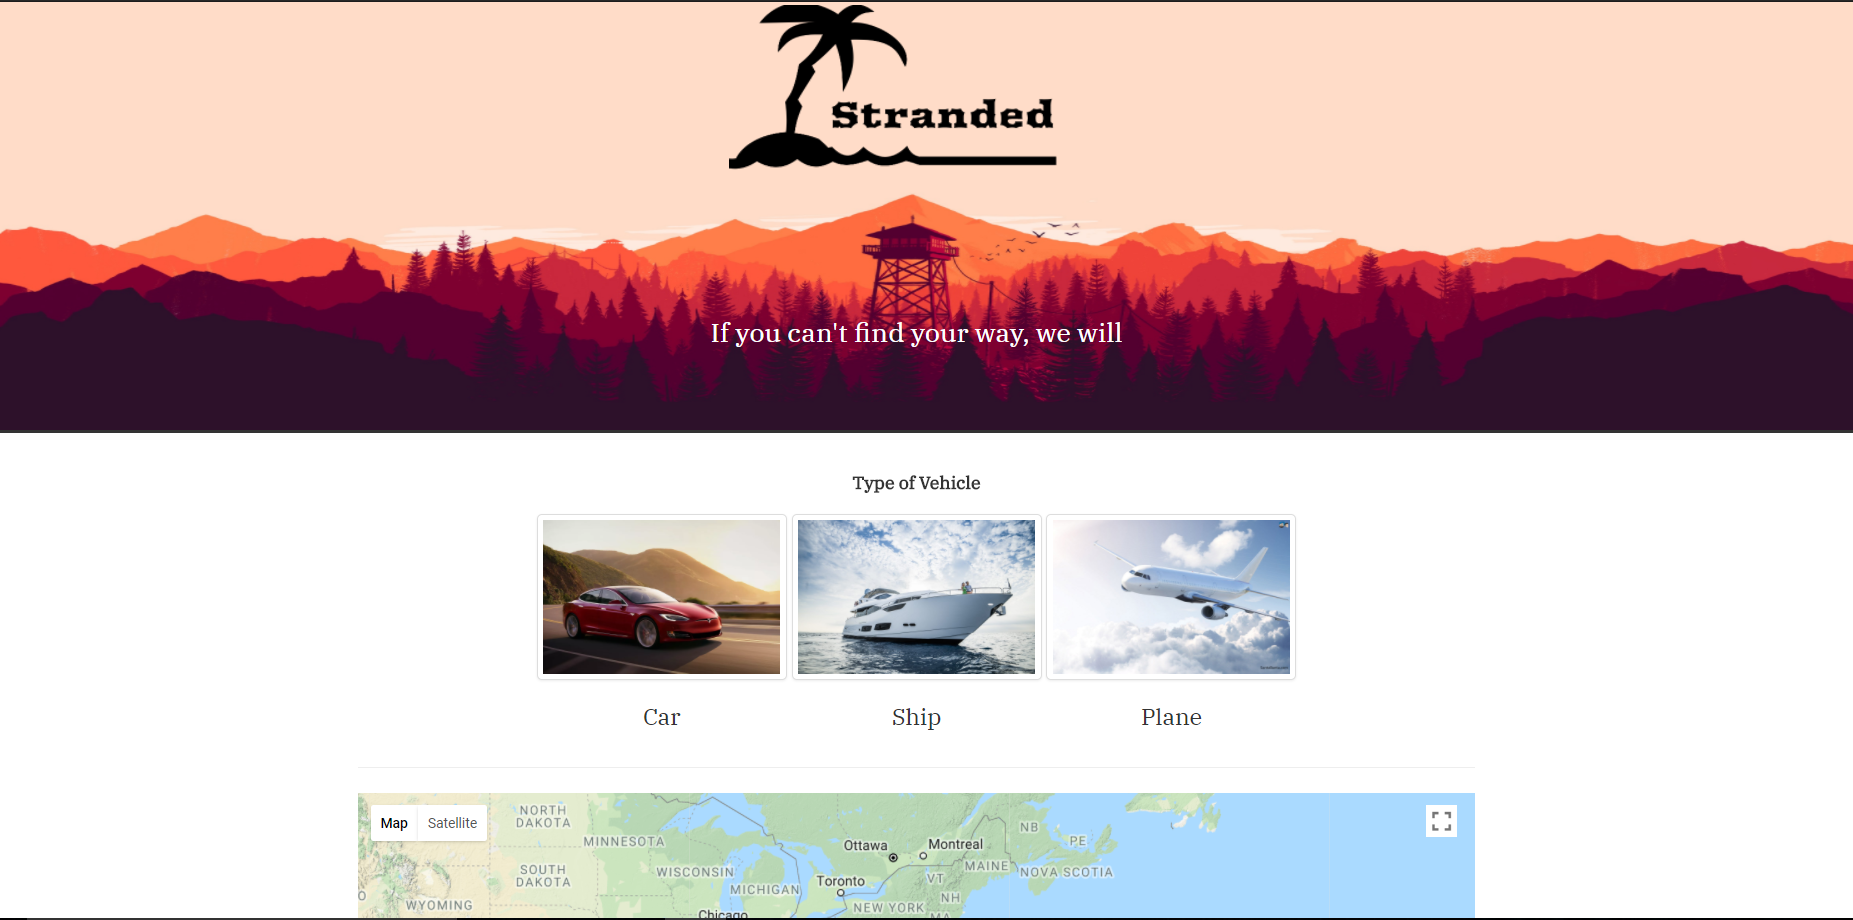 Stranded
If you can't find your way, we will
Type of Vehicle
Car
Ship
Plane
Map
Satellite
NORTH
DAKOTA
MINNESOTA
Ottawa
Montreal
NB
PE
SOUTH
DAKOTA
WISCONSIN
MICHIGAN
Toronto
VT
MAINE
NOVA SCOTIA
WYOMING
NEW YORK
NH
MA
Chicago